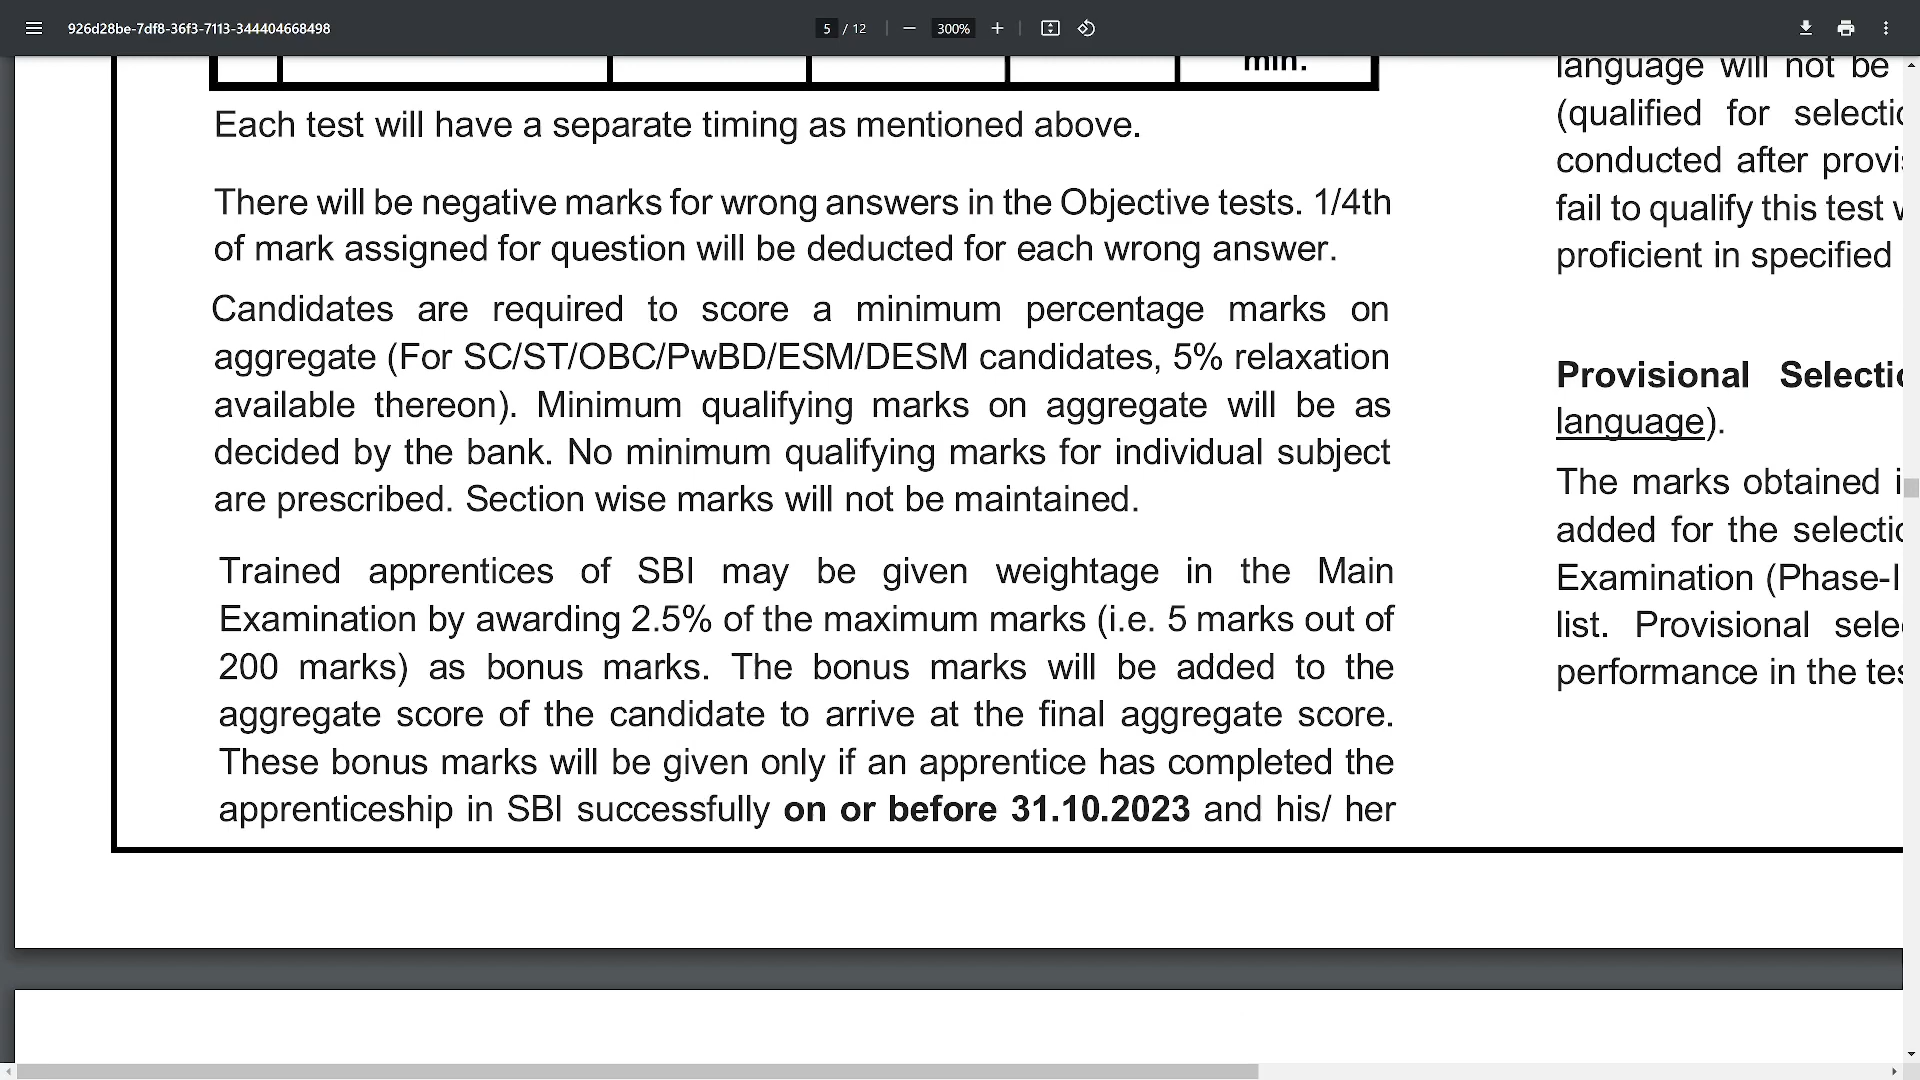 926d28be-7df8-36f3-7113-344404668498
5 / 12
300%
min.
Each test will have a separate timing as mentioned above.
There will be negative marks for wrong answers in the Objective tests. 1/4th
of mark assigned for question will be deducted for each wrong answer.
Candidates are required to score a minimum percentage marks on
aggregate (For SC/ST/OBC/PwBD/ESM/DESM candidates, 5% relaxation
available thereon). Minimum qualifying marks on aggregate will be as
decided by the bank. No minimum qualifying marks for individual subject
are prescribed. Section wise marks will not be maintained.
Trained apprentices of SBI may be given weightage in the Main
Examination by awarding 2.5% of the maximum marks (i.e. 5 marks out of
200 marks) as bonus marks. The bonus marks will be added to the
aggregate score of the candidate to arrive at the final aggregate score.
These bonus marks will be given only if an apprentice has completed the
apprenticeship in SBI successfully on or before 31.10.2023 and his/ her
language will not be
(qualified for
conducted after
fail to qualify this test
proficient in specified
Provisional
language).
The marks obtained
added for the
Examination
list. Provisional
performance in the